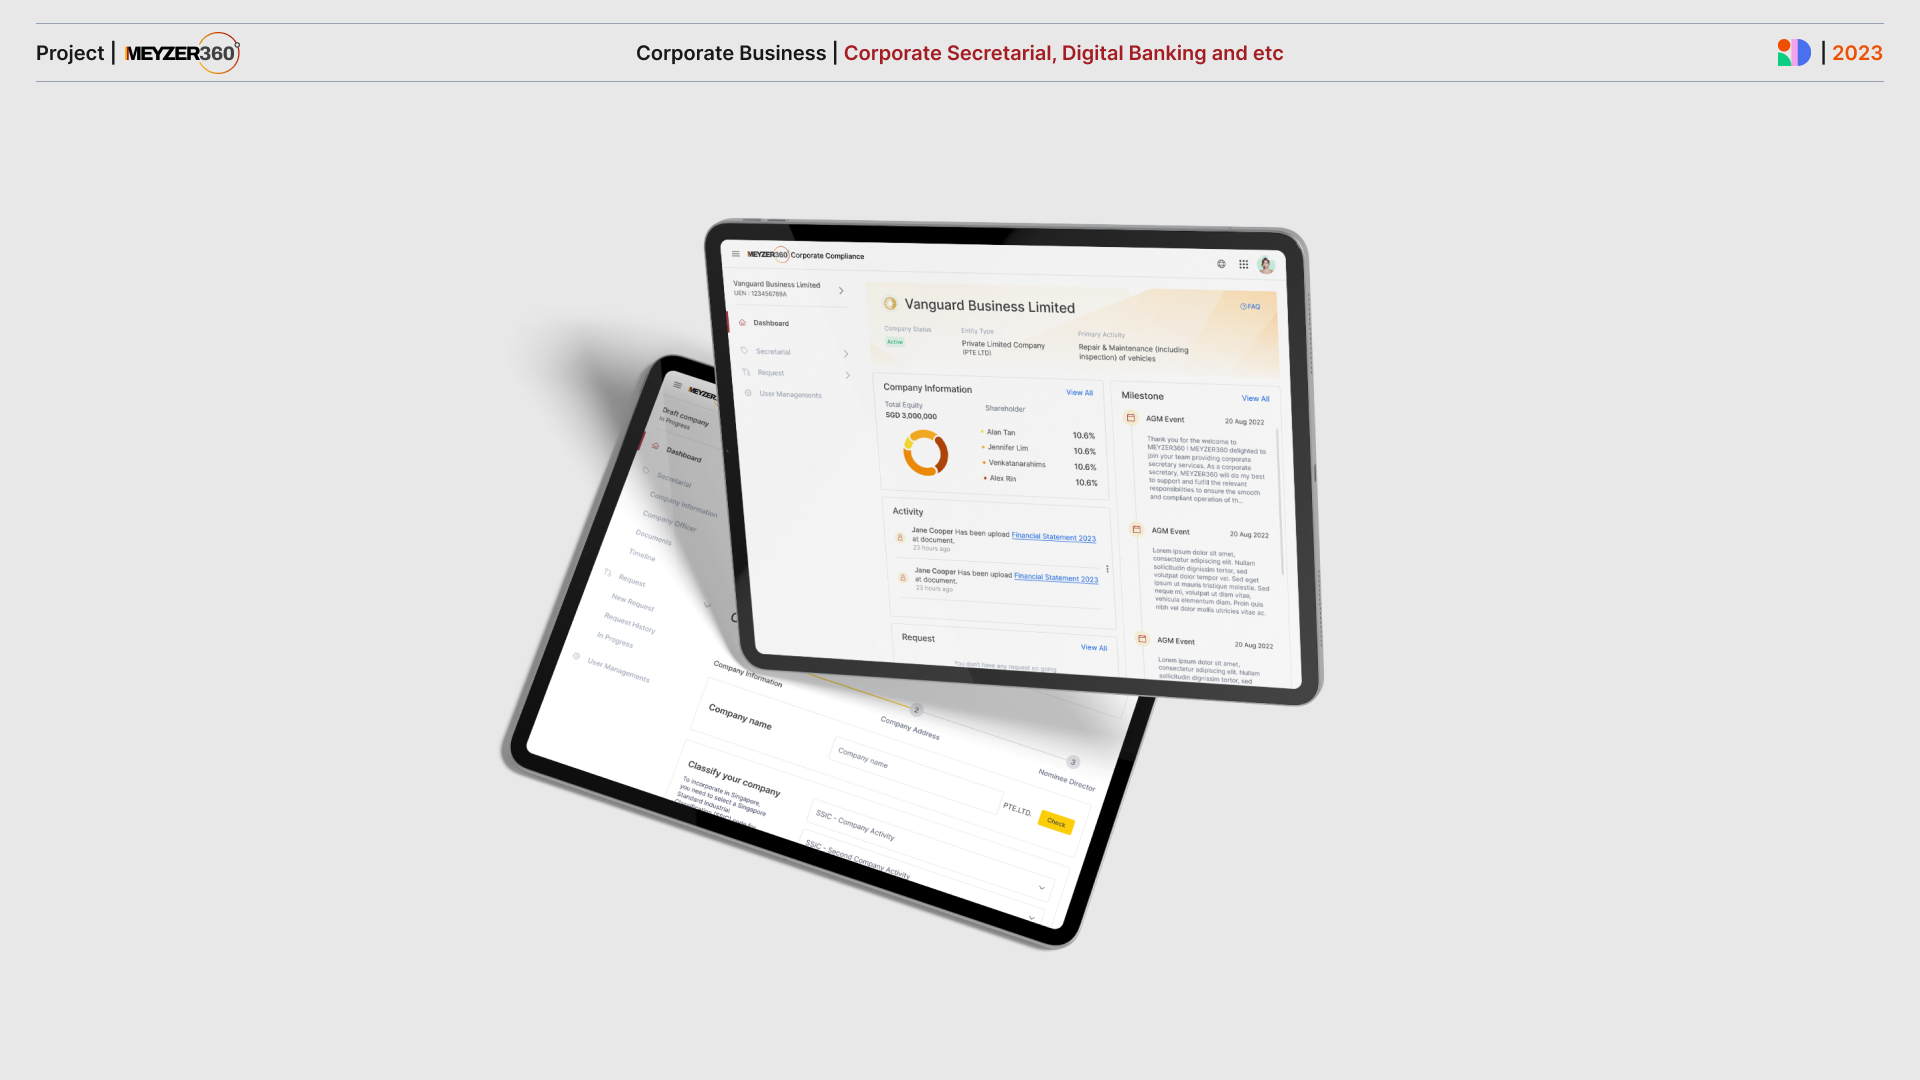 Project | MEYZER360°
Corporate Business | Corporate Secretarial, Digital Banking and etc
| 2023
MEYZER360 Corporate Compliance
Vanguard Business Limited
UEN : 123456789A
Dashboard
Secretarial
Request
User Managements
Vanguard Business Limited
FAQ
Company Status
Active
Entity Type
Private Limited Company
(PTE LTD)
Primary Activity
Repair & Maintenance (including
inspection) of vehicles
Company Information
View All
Total Equity
SGD 3,000,000
Shareholder
Alan Tan 10.6%
Jennifer Lim 10.6%
Venkatanarahims 10.6%
Alex Rin 10.6%
Activity
Jane Cooper Has been upload Financial Statement 2023
at document.
23 hours ago
Jane Cooper Has been upload Financial Statement 2023
at document.
23 hours ago
Request
View All
You don't have any request on going
Milestone
View All
AGM Event 20 Aug 2022
Thank you for the welcome to
MEYZER360 ! MEYZER360 delighted to
join your team providing corporate
secretary services. As a corporate
secretary, MEYZER360 will do my best
to support and fulfill the relevant
responsibilities to ensure the smooth
and compliant operation of th...
AGM Event 20 Aug 2022
Lorem ipsum dolor sit amet,
consectetur adipiscing elit. Nullam
sollicitudin dignissim tortor, sed
volutpat dolor tempor vel. Sed eget
ipsum ut mauris tristique molestie. Sed
neque mi, volutpat ut diam vitae,
vehicula elementum diam. Proin quis
nibh vel dolor mollis ultricies vitae ac.
AGM Event 20 Aug 2022
Lorem ipsum dolor sit amet,
consectetur adipiscing elit. Nullam
sollicitudin dignissim tortor, sed
MEYZER3
Draft company
In Progress
Dashboard
Secretarial
Company Information
Company Officer
Documents
Timeline
Request
New Request
Request History
In Progress
User Managements
Company Information
2
Company Address
3
Nominee Director
Company name
Company name
PTE.LTD.
Check
Classify your company
To incorporate in Singapore,
you need to select a Singapore
Standard Industrial
SSIC - Company Activity
SSIC - Second Company Activity